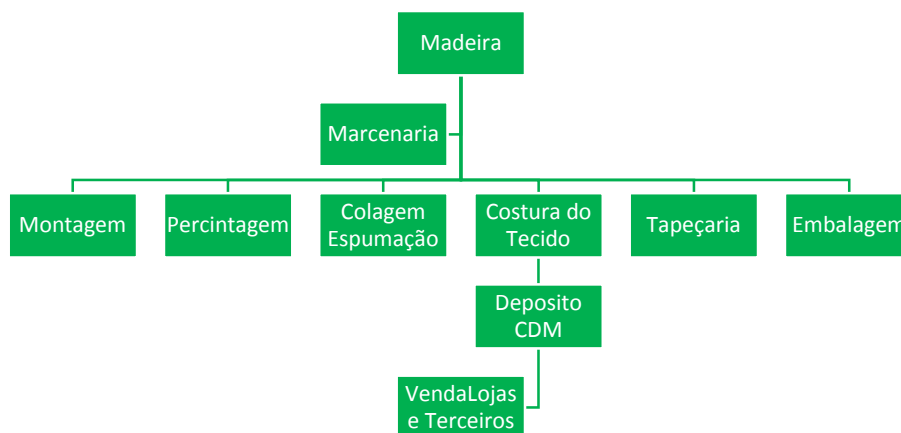 Madeira
Marcenaria
Montagem
Percintagem
Colagem
Espumação
Costura do
Tecido
Tapeçaria
Embalagem
Deposito
CDM
VendaLojas
e Terceiros